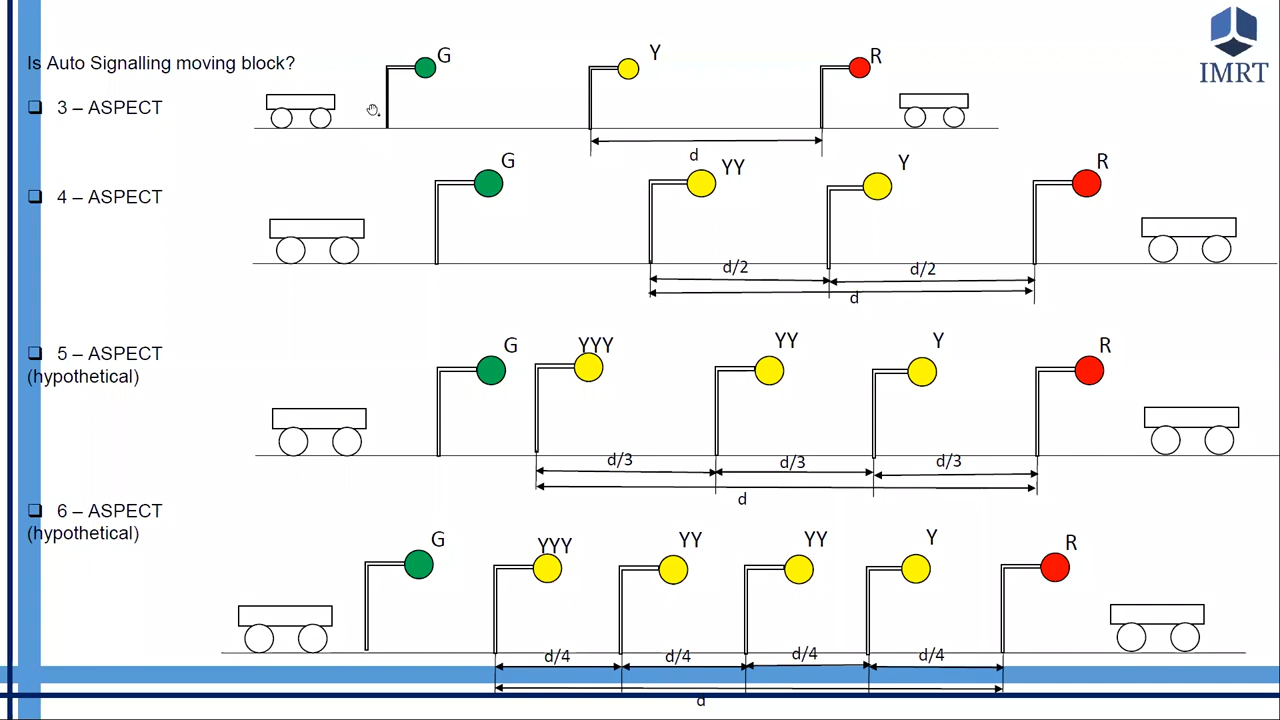 Is Auto Signalling moving block?
IMRT
3 – ASPECT
G
Y
R
d
4 – ASPECT
G
YY
Y
R
d/2
d/2
d
5 – ASPECT
(hypothetical)
G
YYY
YY
Y
R
d/3
d/3
d/3
d
6 – ASPECT
(hypothetical)
G
YYY
YY
YY
Y
R
d/4
d/4
d/4
d/4
d